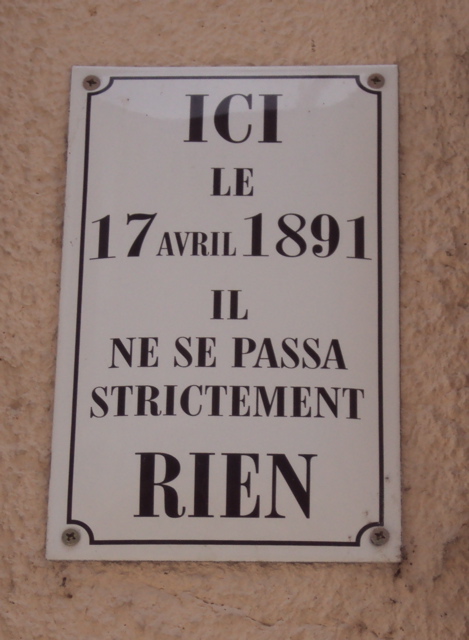 ICI
LE
17 AVRIL 1891
IL
NE SE PASSA
STRICTEMENT
RIEN